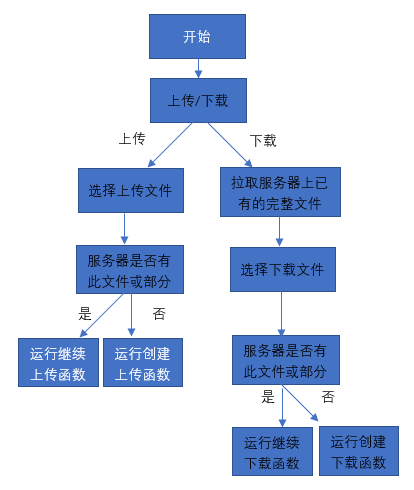 开始
上传/下载
上传
下载
选择上传文件
拉取服务器上已
有的完整文件
服务器是否有
此文件或部分
选择下载文件
是
否
运行继续
上传函数
运行创建
上传函数
服务器是否有
此文件或部分
是
否
运行继续
下载函数
运行创建
下载函数